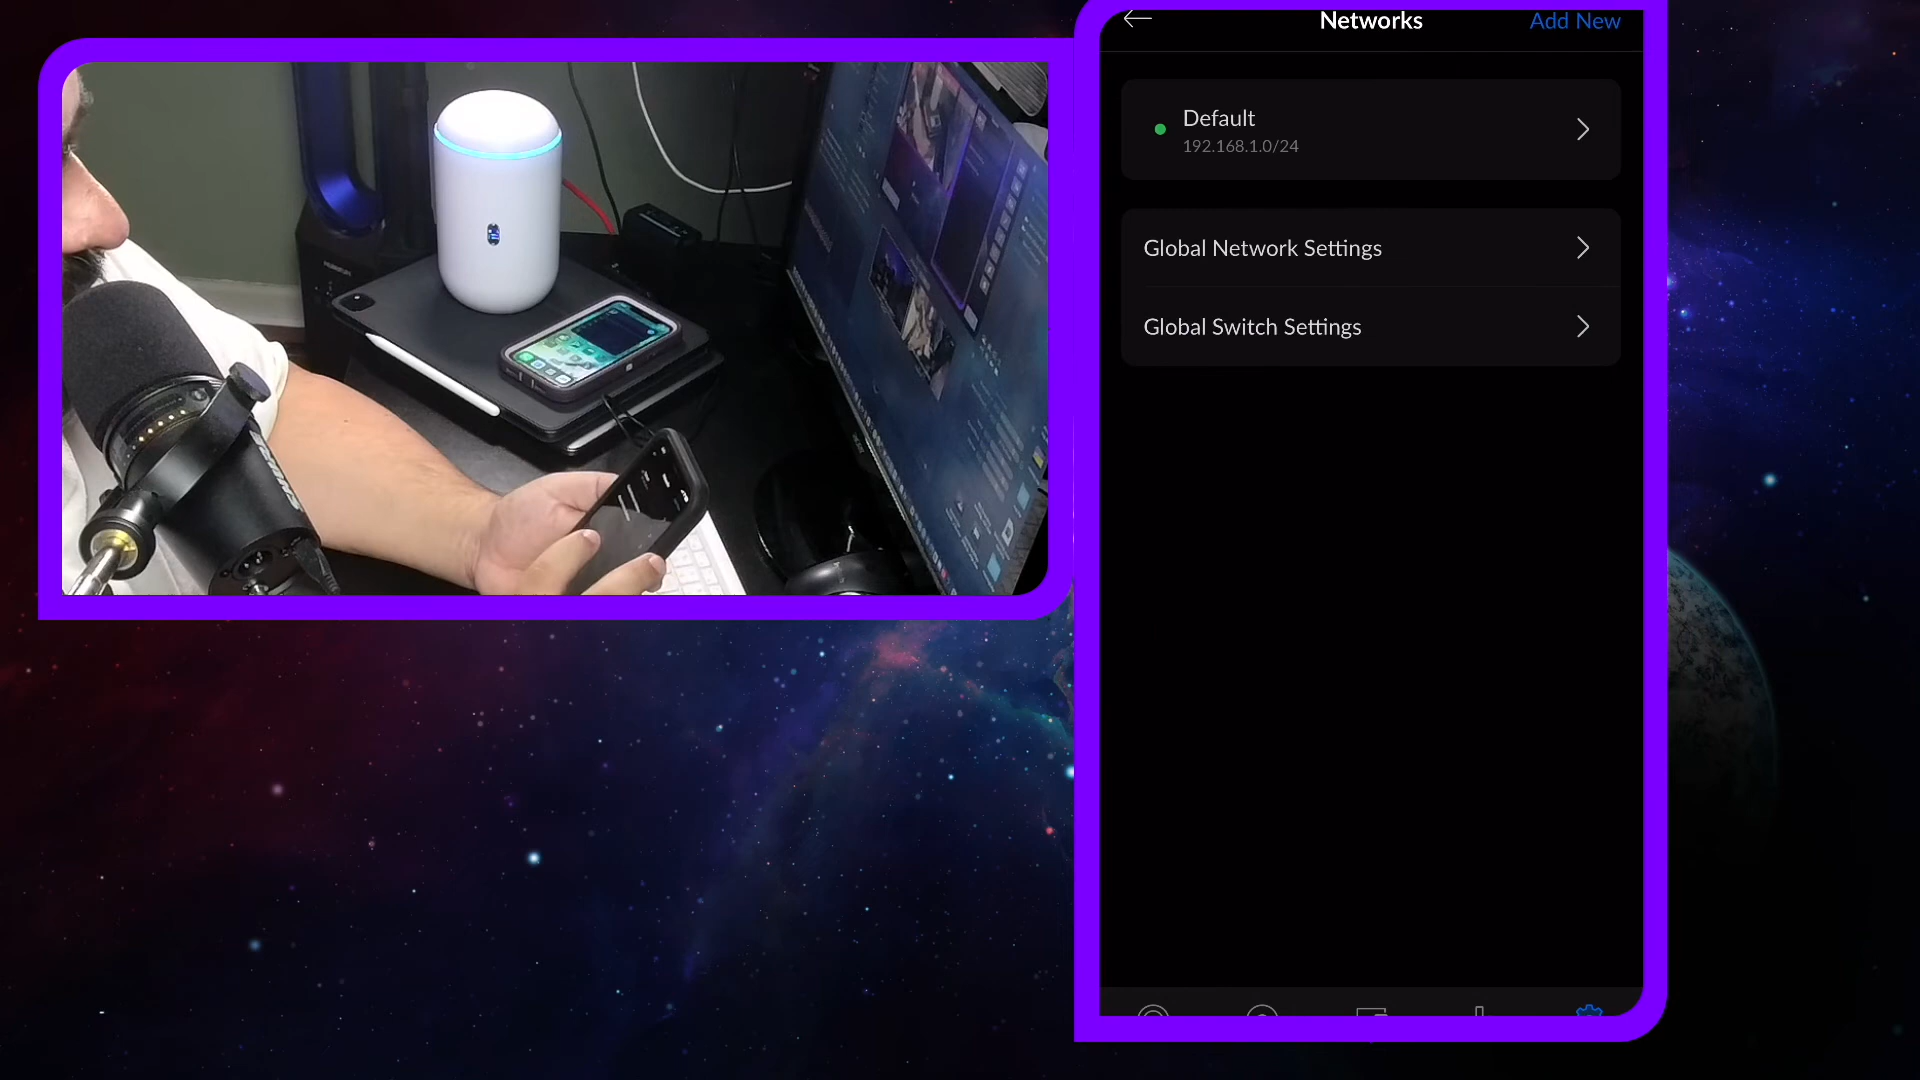 Networks
Add New
Default
192.168.1.0/24
Global Network Settings
Global Switch Settings